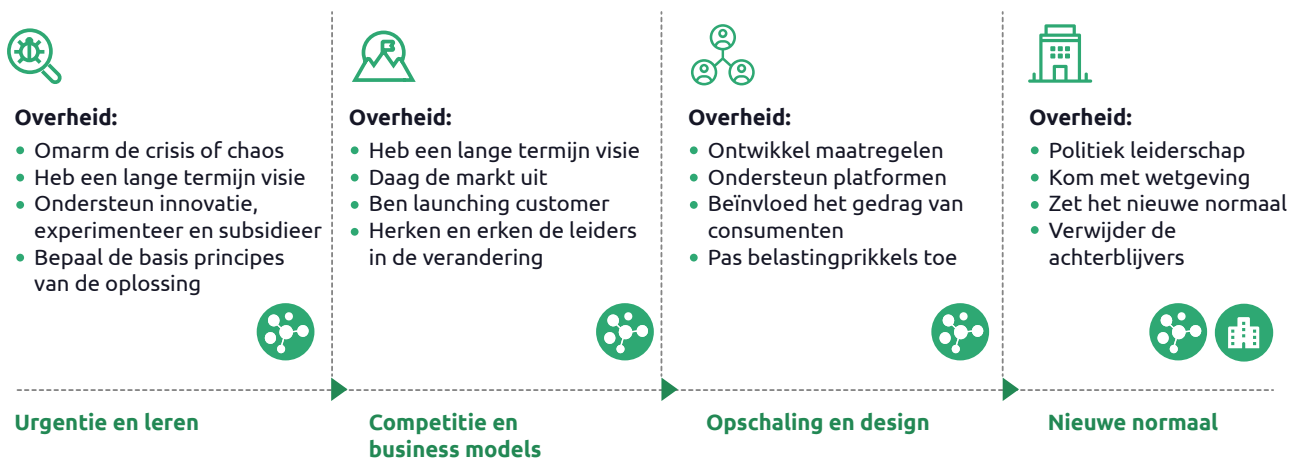 Overheid:
Omarm de crisis of chaos
Heb een lange termijn visie
Ondersteun innovatie,
experimenteer en subsidieer
Bepaal de basis principes
van de oplossing
Urgentie en leren
Overheid:
Heb een lange termijn visie
Daag de markt uit
Ben launching customer
Herken en erken de leiders
in de verandering
Competitie en
business models
Overheid:
Ontwikkel maatregelen
Ondersteun platformen
Beïnvloed het gedrag van
consumenten
Pas belastingprikkels toe
Opschaling en design
Overheid:
Politiek leiderschap
Kom met wetgeving
Zet het nieuwe normaal
Verwijder de
achterblijvers
Nieuwe normaal